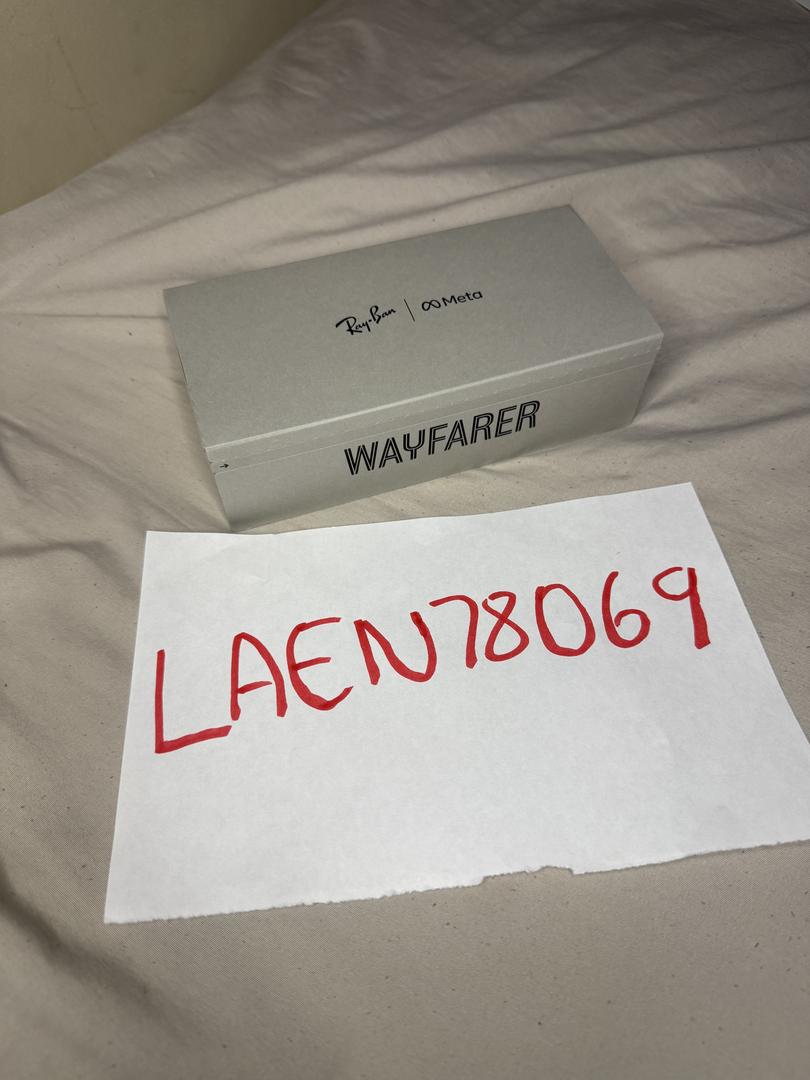 Ray-Ban | ∞ Meta
WAYFARER
LAEN78069